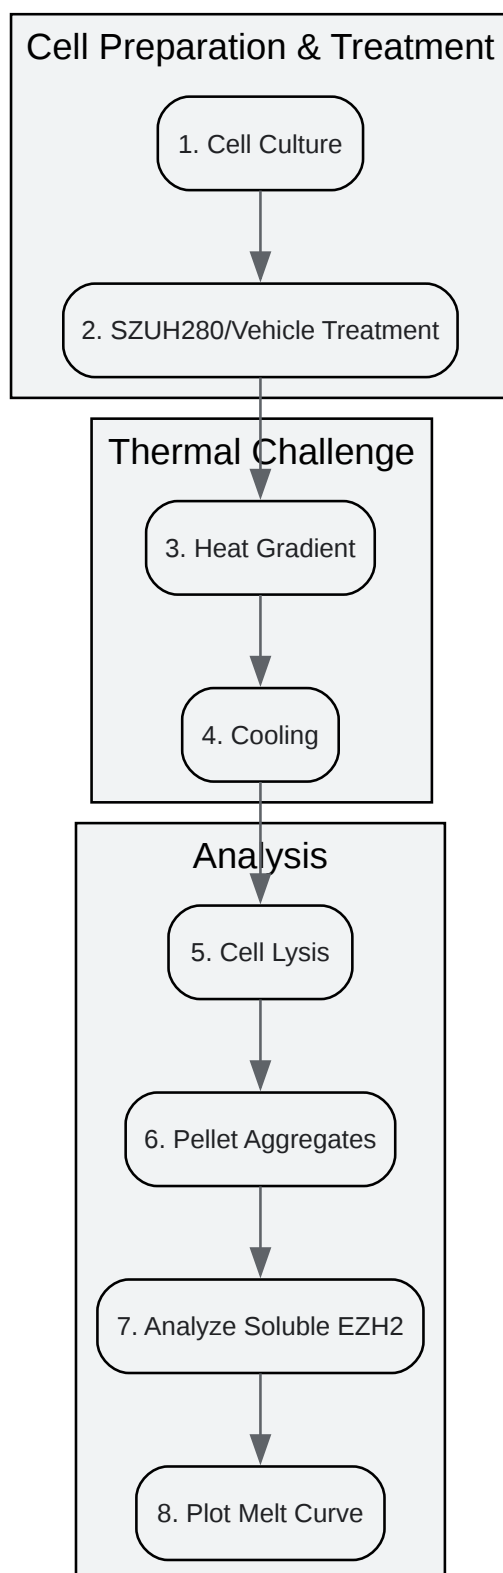 Cell Preparation & Treatment
1. Cell Culture
2. SZUH280/Vehicle Treatment
Thermal Challenge
3. Heat Gradient
4. Cooling
Analysis
5. Cell Lysis
6. Pellet Aggregates
7. Analyze Soluble EZH2
8. Plot Melt Curve